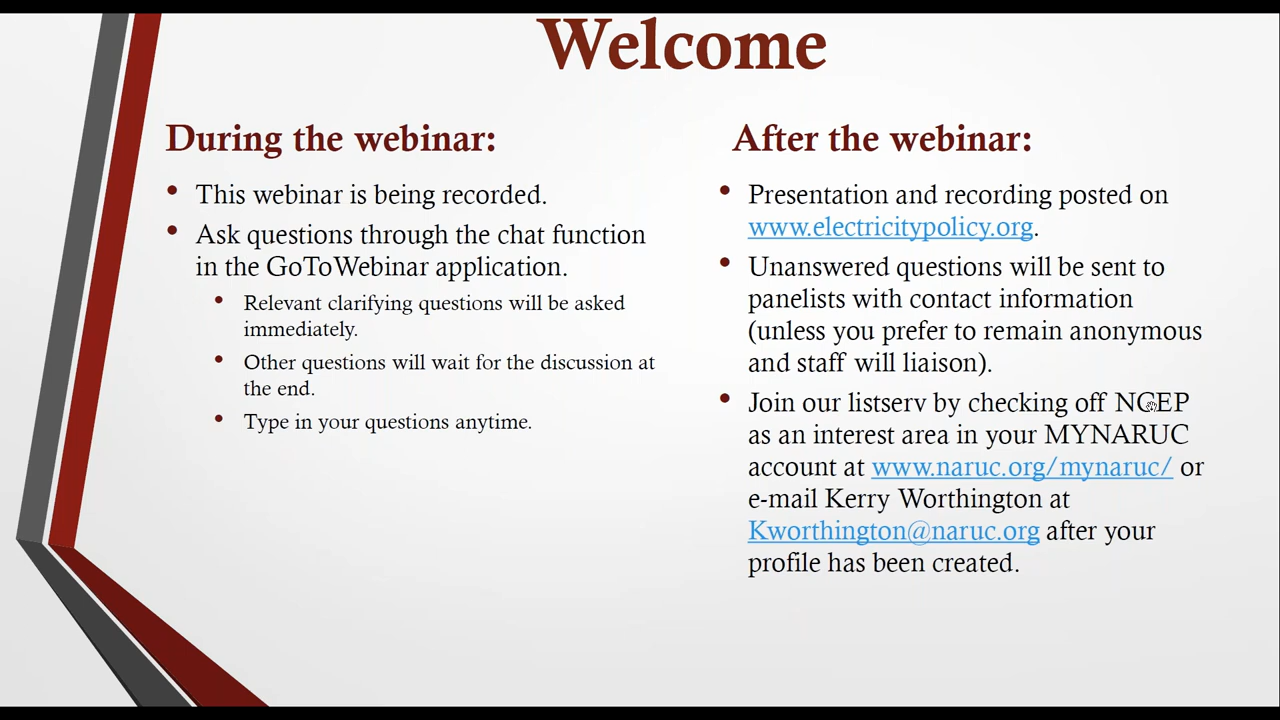 Welcome
During the webinar:
• This webinar is being recorded.
• Ask questions through the chat function
in the GoToWebinar application.
• Relevant clarifying questions will be asked
immediately.
• Other questions will wait for the discussion at
the end.
• Type in your questions anytime.
After the webinar:
• Presentation and recording posted on
www.electricitypolicy.org.
• Unanswered questions will be sent to
panelists with contact information
(unless you prefer to remain anonymous
and staff will liaison).
• Join our listserv by checking off NCEP
as an interest area in your MYNARUC
account at www.naruc.org/mynaruc/ or
e-mail Kerry Worthington at
Kworthington@naruc.org after your
profile has been created.